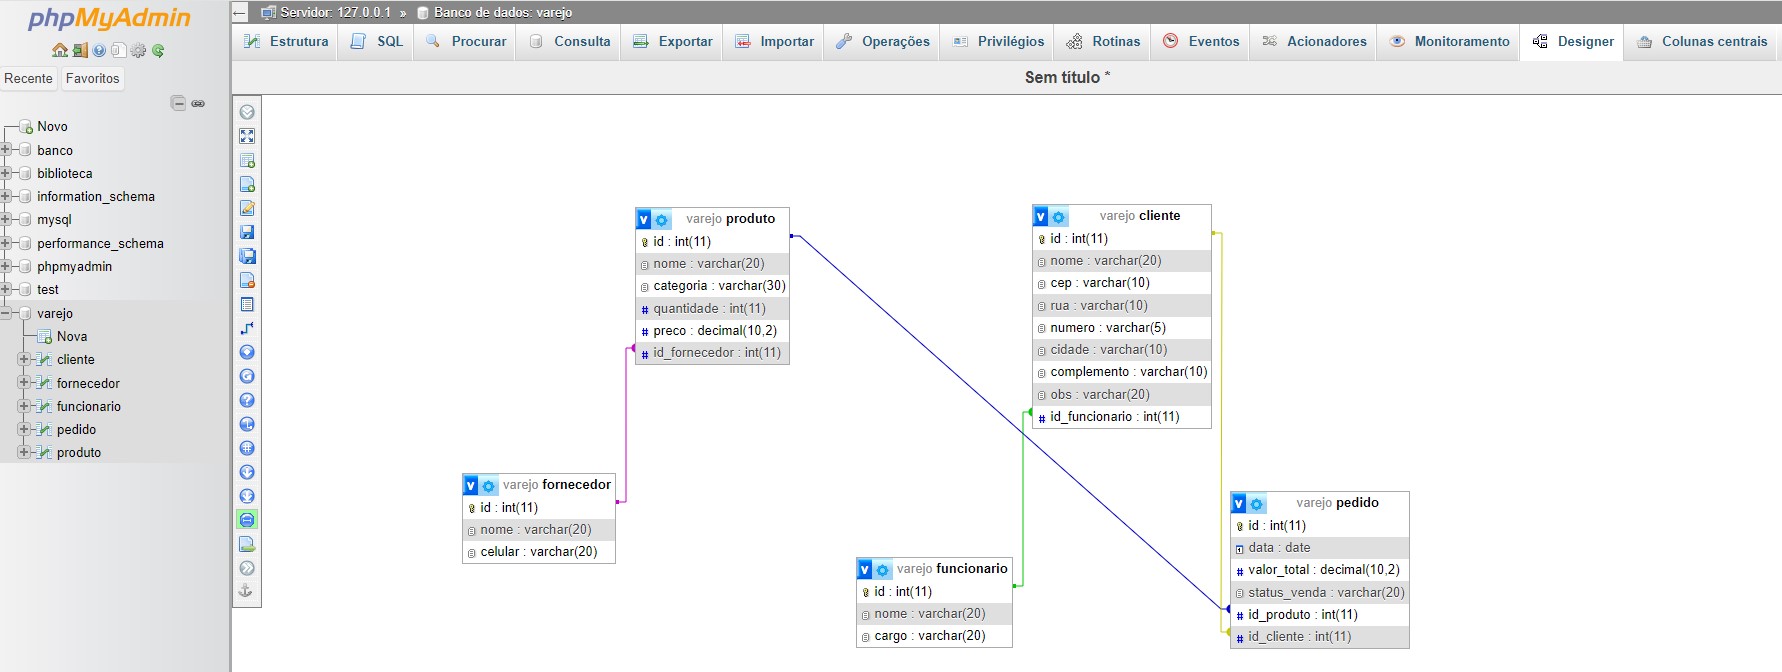 phpMyAdmin
Recente Favoritos
Novo
banco
biblioteca
information_schema
mysql
performance_schema
phpmyadmin
test
varejo
Nova
cliente
fornecedor
funcionario
pedido
produto
Servidor: 127.0.0.1 » Banco de dados: varejo
Estrutura SQL Procurar Consulta Exportar Importar Operações Privilégios Rotinas Eventos Acionadores Monitoramento Designer Colunas centrais
Sem título *
v varejo produto
id : int(11)
nome : varchar(20)
categoria : varchar(30)
# quantidade : int(11)
# preco : decimal(10,2)
# id_fornecedor : int(11)
v varejo cliente
id : int(11)
nome : varchar(20)
cep : varchar(10)
rua : varchar(10)
numero : varchar(5)
cidade : varchar(10)
complemento : varchar(10)
obs : varchar(20)
# id_funcionario : int(11)
v varejo fornecedor
id : int(11)
nome : varchar(20)
celular : varchar(20)
v varejo funcionario
id : int(11)
nome : varchar(20)
cargo : varchar(20)
v varejo pedido
id : int(11)
data : date
# valor_total : decimal(10,2)
status_venda : varchar(20)
# id_produto : int(11)
# id_cliente : int(11)